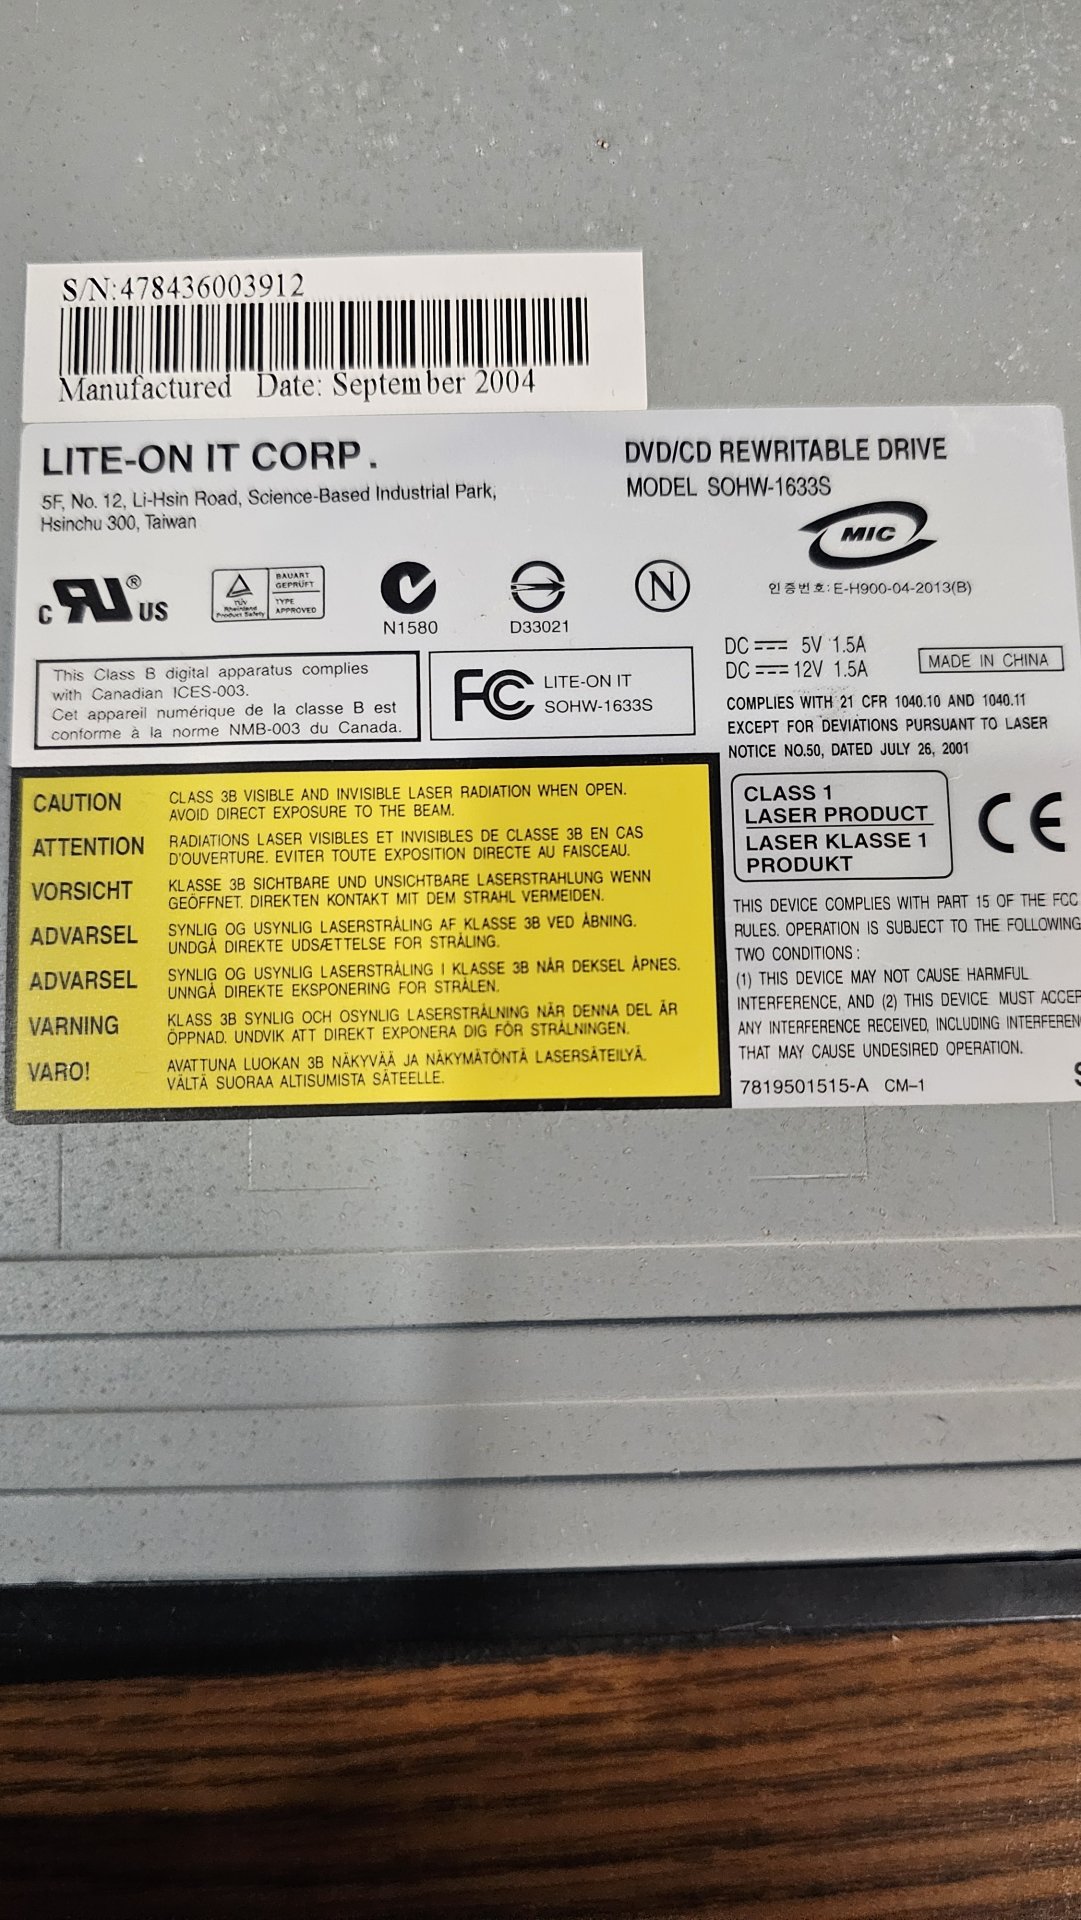 S/N:478436003912
Manufactured Date: September 2004
LITE-ON IT CORP.
5F, No. 12, Li-Hsin Road, Science-Based Industrial Park,
Hsinchu 300, Taiwan
DVD/CD REWRITABLE DRIVE
MODEL SOHW-1633S
MIC
인증번호: E-H900-04-2013(B)
c RU ® US
TÜV
Rheinland
Product Safety
BAUART
GEPRÜFT
TYPE
APPROVED
N1580
D33021
N
DC 5V 1.5A
DC 12V 1.5A
MADE IN CHINA
This Class B digital apparatus complies
with Canadian ICES-003.
Cet appareil numérique de la classe B est
conforme à la norme NMB-003 du Canada.
FC LITE-ON IT
SOHW-1633S
COMPLIES WITH 21 CFR 1040.10 AND 1040.11
EXCEPT FOR DEVIATIONS PURSUANT TO LASER
NOTICE NO.50, DATED JULY 26, 2001
CAUTION CLASS 3B VISIBLE AND INVISIBLE LASER RADIATION WHEN OPEN.
AVOID DIRECT EXPOSURE TO THE BEAM.
ATTENTION RADIATIONS LASER VISIBLES ET INVISIBLES DE CLASSE 3B EN CAS
D'OUVERTURE. EVITER TOUTE EXPOSITION DIRECTE AU FAISCEAU.
VORSICHT KLASSE 3B SICHTBARE UND UNSICHTBARE LASERSTRAHLUNG WENN
GEÖFFNET. DIREKTEN KONTAKT MIT DEM STRAHL VERMEIDEN.
ADVARSEL SYNLIG OG USYNLIG LASERSTRÅLING AF KLASSE 3B VED ÅBNING.
UNDGÅ DIREKTE UDSÆTTELSE FOR STRÅLING.
ADVARSEL SYNLIG OG USYNLIG LASERSTRÅLING I KLASSE 3B NÅR DEKSEL ÅPNES.
UNNGÅ DIREKTE EKSPONERING FOR STRÅLEN.
VARNING KLASS 3B SYNLIG OCH OSYNLIG LASERSTRÅLNING NÄR DENNA DEL ÄR
ÖPPNAD. UNDVIK ATT DIREKT EXPONERA DIG FÖR STRÅLNINGEN.
VARO! AVATTUNA LUOKAN 3B NÄKYVÄÄ JA NÄKYMÄTÖNTÄ LASERSÄTEILYÄ.
VÄLTÄ SUORAA ALTISUMISTA SÄTEELLE.
CLASS 1
LASER PRODUCT
LASER KLASSE 1
PRODUKT
CE
THIS DEVICE COMPLIES WITH PART 15 OF THE FCC
RULES. OPERATION IS SUBJECT TO THE FOLLOWING
TWO CONDITIONS:
(1) THIS DEVICE MAY NOT CAUSE HARMFUL
INTERFERENCE, AND (2) THIS DEVICE MUST ACCEP
ANY INTERFERENCE RECEIVED, INCLUDING INTERFEREN
THAT MAY CAUSE UNDESIRED OPERATION.
7819501515-A CM-1